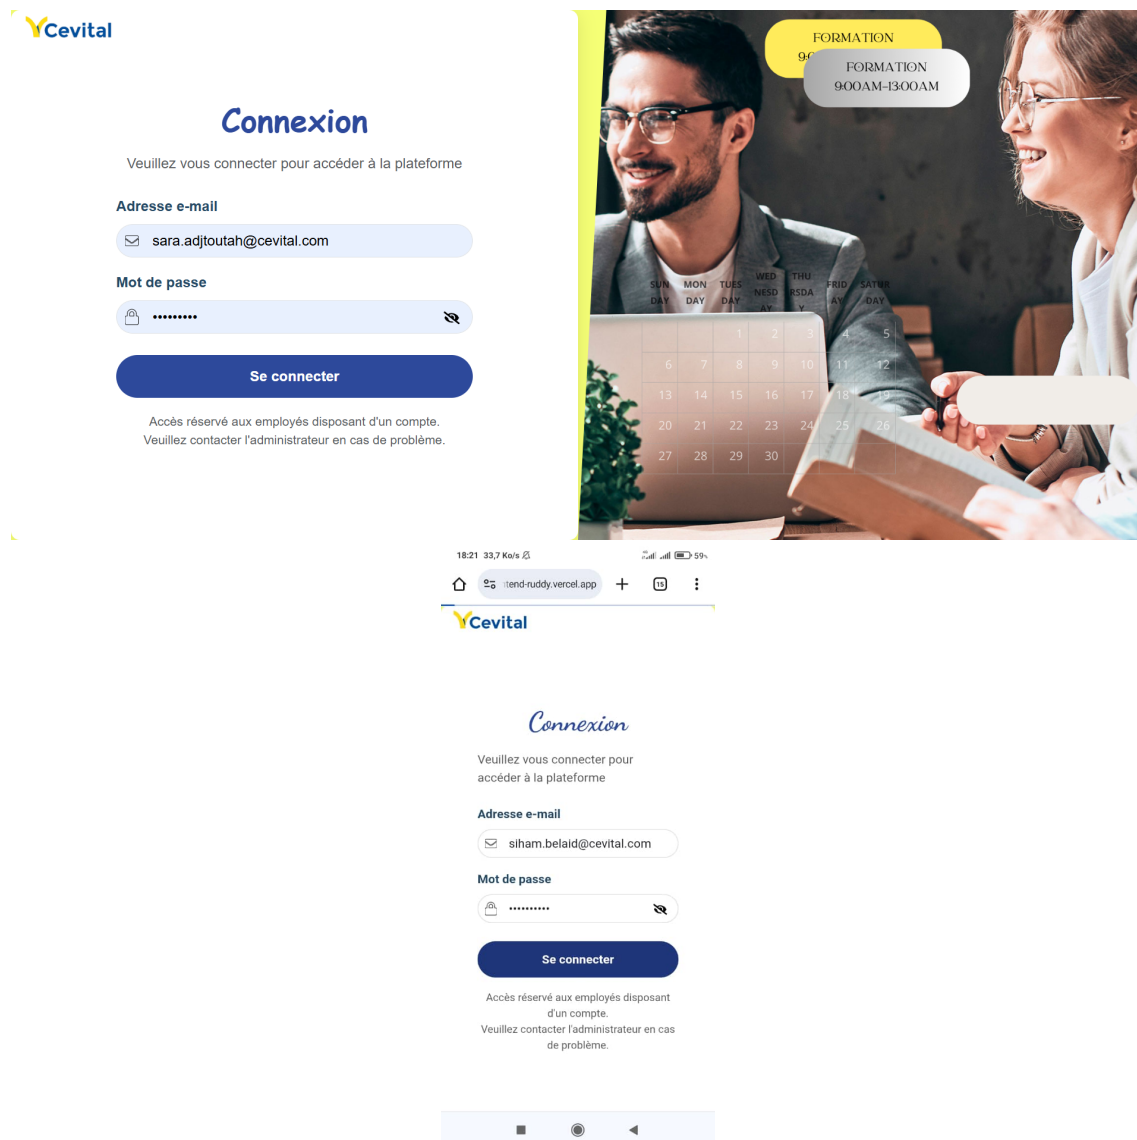 Cevital
Connexion
Veuillez vous connecter pour accéder à la plateforme
Adresse e-mail
sara.adjtoutah@cevital.com
Mot de passe
•••••••••
Se connecter
Accès réservé aux employés disposant d'un compte.
Veuillez contacter l'administrateur en cas de problème.
FORMATION
FORMATION
9:00AM-13:00AM
SUN MON TUES WED THU FRID SATUR
DAY DAY DAY NESD RSDA AY DAY
AY Y
1 2 3 4 5
6 7 8 9 10 11 12
13 14 15 16 17 18 19
20 21 22 23 24 25 26
27 28 29 30
18:21 33,7 Ko/s 59%
tend-ruddy.vercel.app 15
Cevital
Connexion
Veuillez vous connecter pour
accéder à la plateforme
Adresse e-mail
siham.belaid@cevital.com
Mot de passe
••••••••••
Se connecter
Accès réservé aux employés disposant
d'un compte.
Veuillez contacter l'administrateur en cas
de problème.